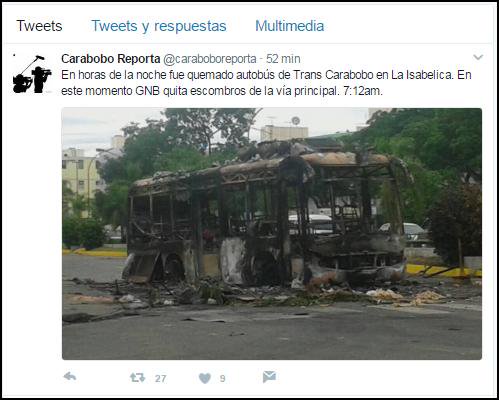 Tweets Tweets y respuestas Multimedia
Carabobo Reporta @caraboboreporta · 52 min
En horas de la noche fue quemado autobús de Trans Carabobo en La Isabelica. En
este momento GNB quita escombros de la vía principal. 7:12am.
27 9